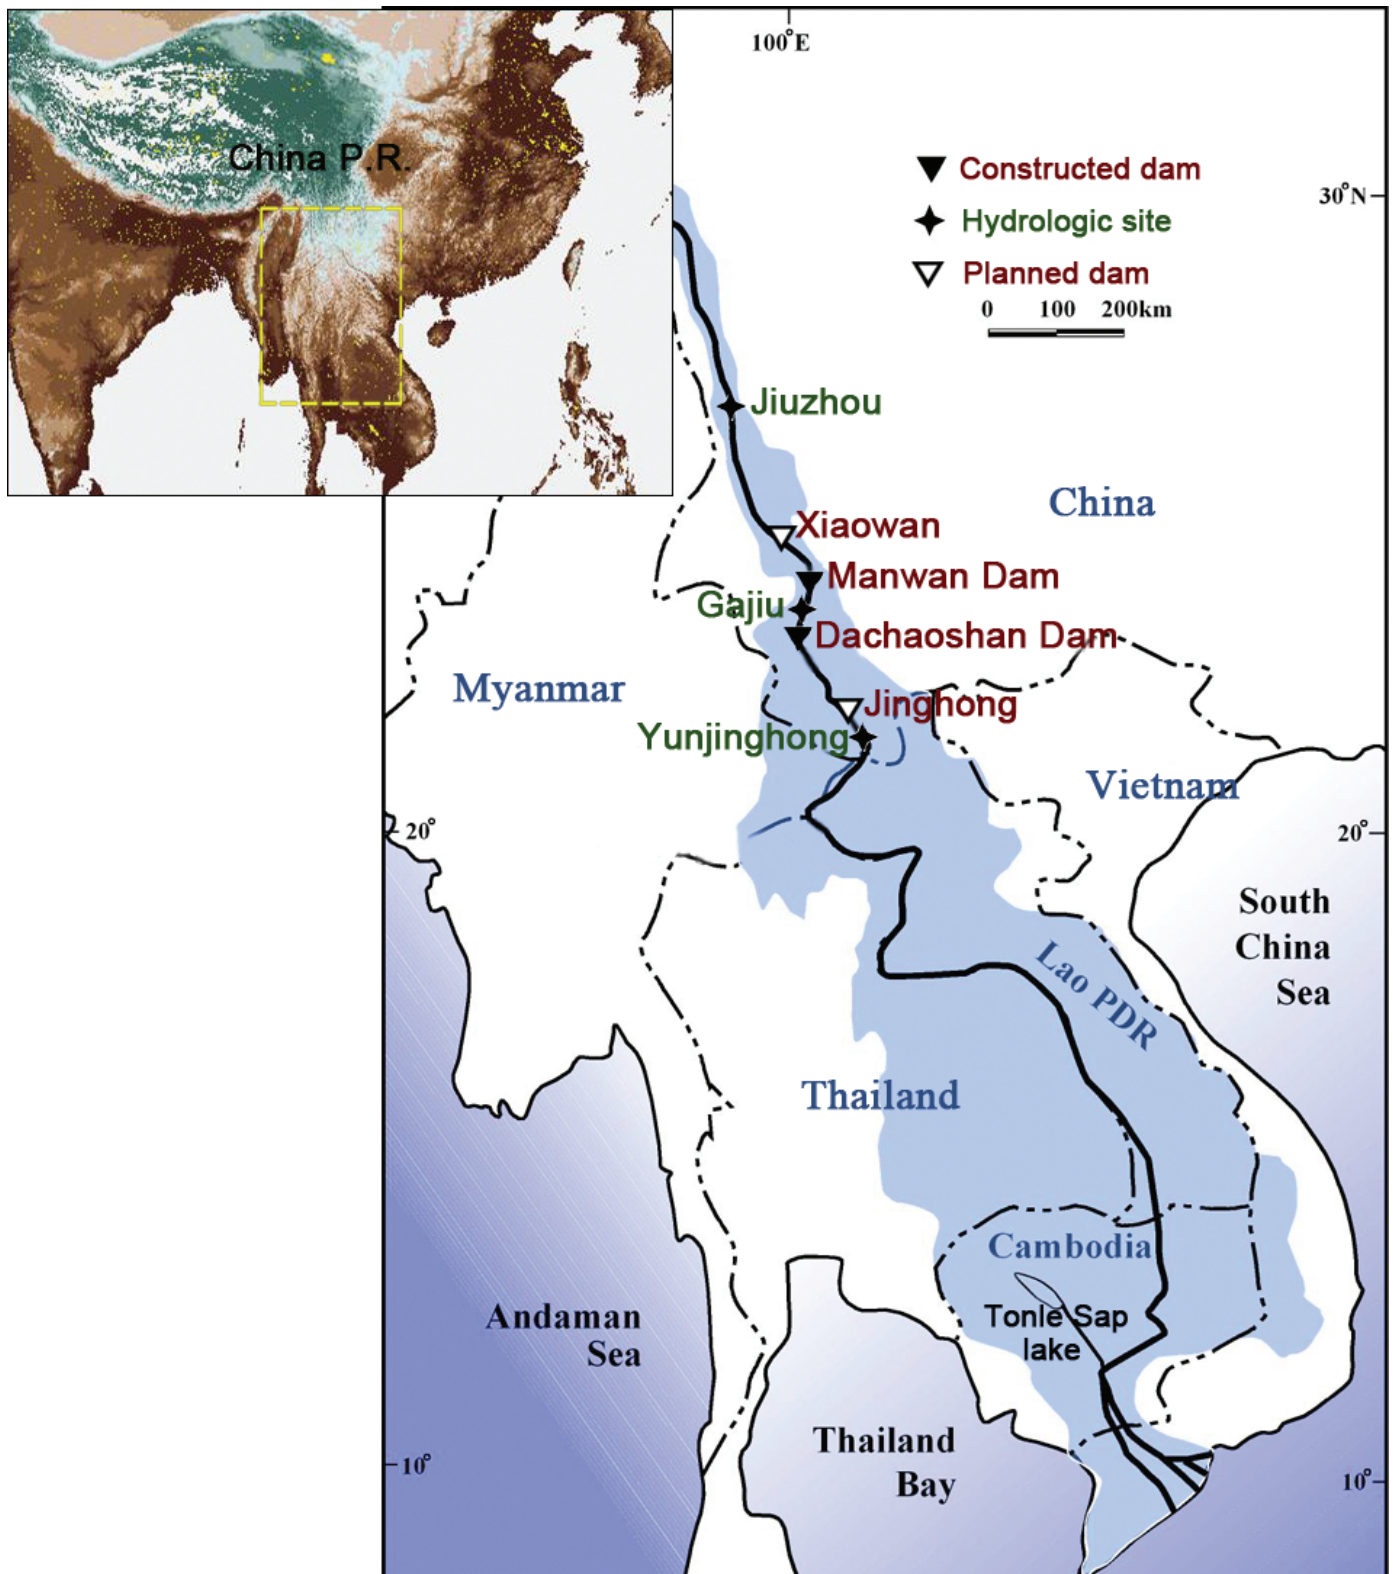 100°E
China P.R.
Constructed dam
30°N
Hydrologic site
Planned dam
0 100 200km
Jiuzhou
China
Xiaowan
Manwan Dam
Gajiu
Dachaoshan Dam
Myanmar
Jinghong
Yunjinghong
Vietnam
20°
20°
South
China
Sea
Lao PDR
Thailand
Cambodia
Tonle Sap
lake
Andaman
Sea
Thailand
Bay
10°
10°